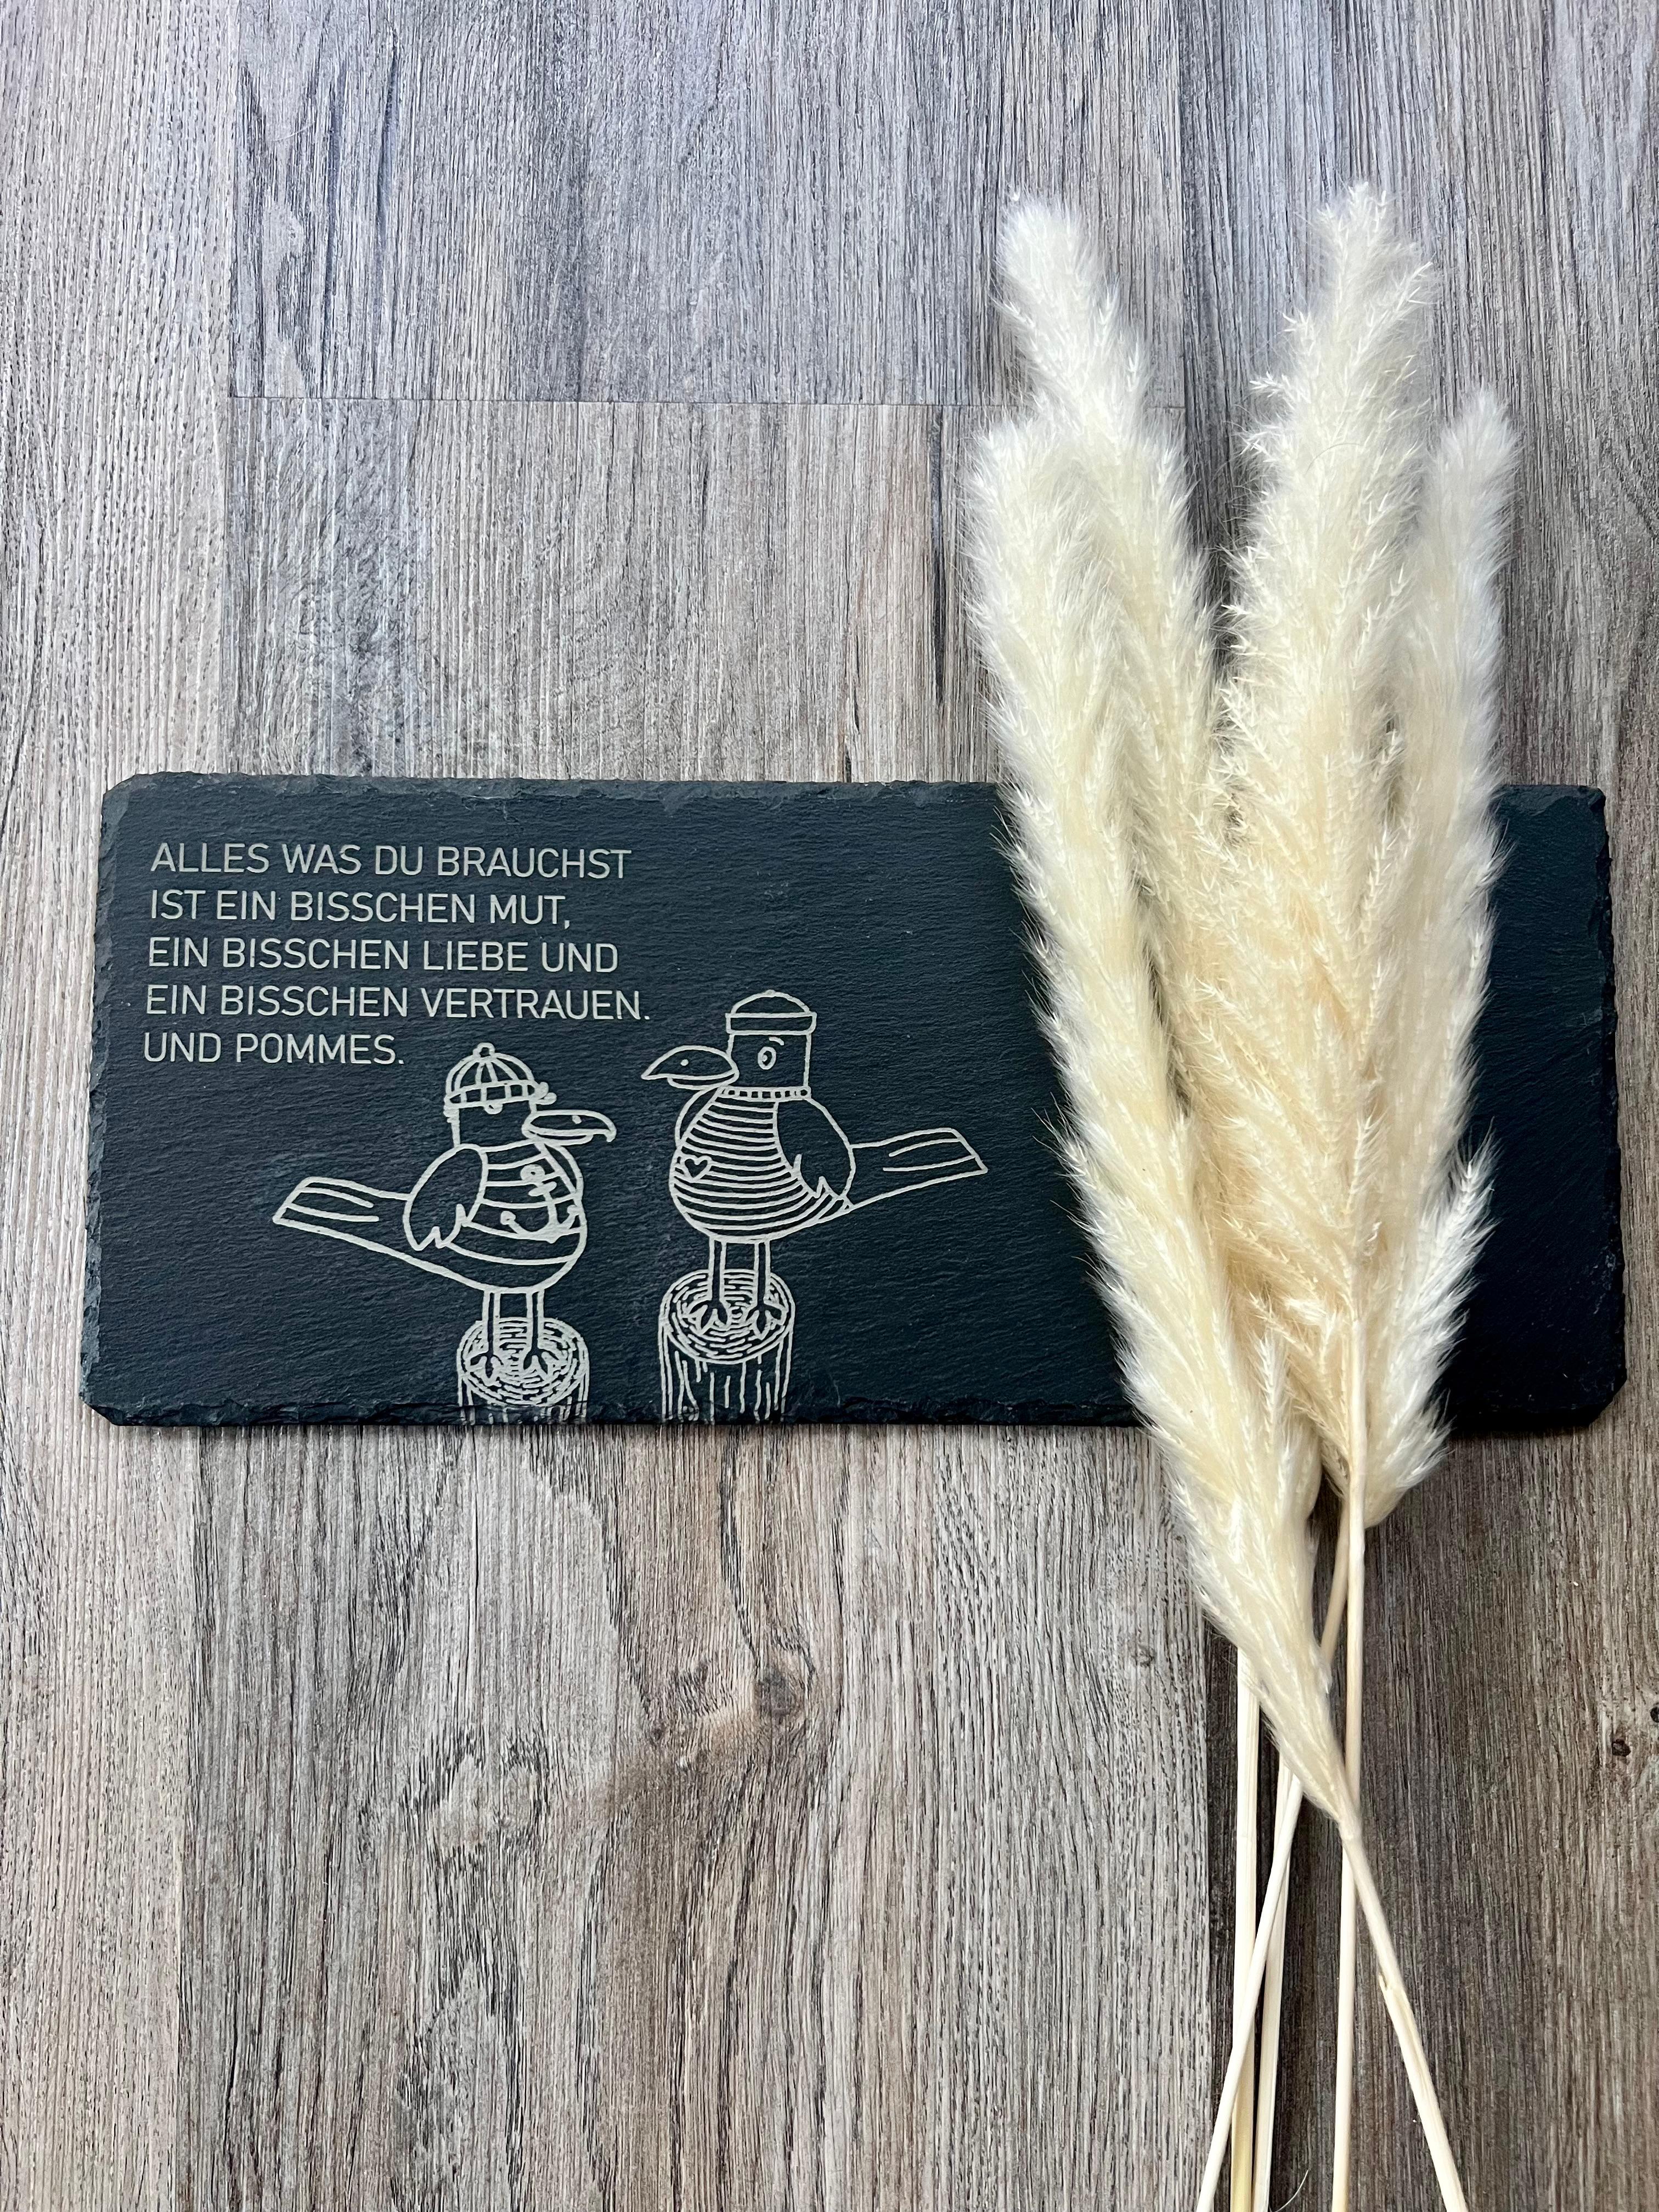 ALLES WAS DU BRAUCHST
IST EIN BISSCHEN MUT,
EIN BISSCHEN LIEBE UND
EIN BISSCHEN VERTRAUEN.
UND POMMES.